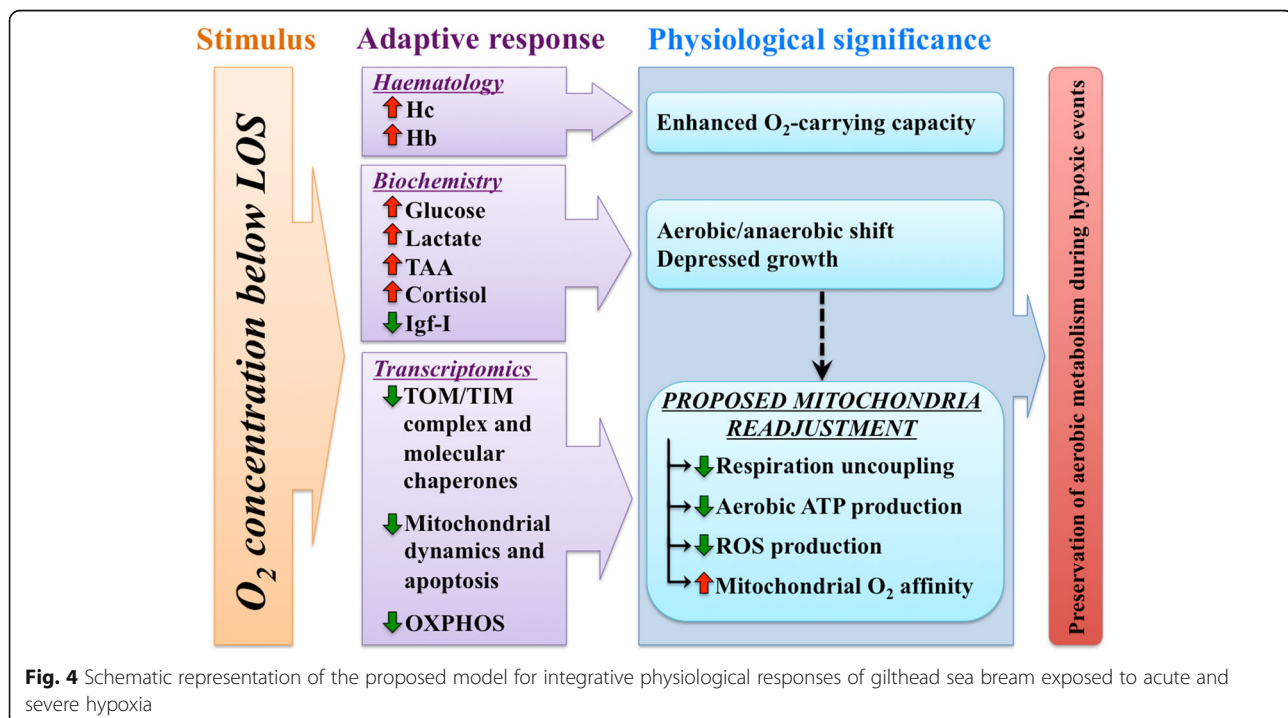 Stimulus
Adaptive response
Physiological significance
O₂ concentration below LOS
Haematology
Hc
Hb
Biochemistry
Glucose
Lactate
TAA
Cortisol
Igf-I
Transcriptomics
TOM/TIM
complex and
molecular
chaperones
Mitochondrial
dynamics and
apoptosis
OXPHOS
Enhanced O₂-carrying capacity
Aerobic/anaerobic shift
Depressed growth
PROPOSED MITOCHONDRIA
READJUSTMENT
Respiration uncoupling
Aerobic ATP production
ROS production
Mitochondrial O₂ affinity
Preservation of aerobic metabolism during hypoxic events
Fig. 4 Schematic representation of the proposed model for integrative physiological responses of gilthead sea bream exposed to acute and
severe hypoxia